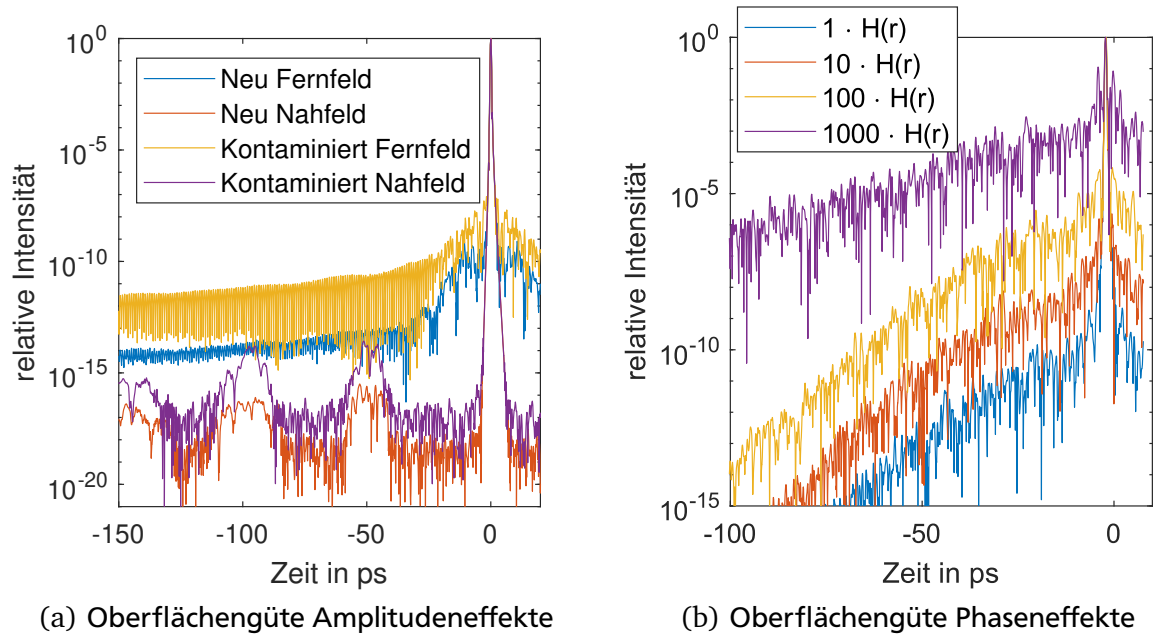 10^0
10^-5
10^-10
10^-15
10^-20
relative Intensität
Neu Fernfeld
Neu Nahfeld
Kontaminiert Fernfeld
Kontaminiert Nahfeld
-150
-100
-50
0
Zeit in ps
(a) Oberflächengüte Amplitudeneffekte
10^0
10^-5
10^-10
10^-15
relative Intensität
1 · H(r)
10 · H(r)
100 · H(r)
1000 · H(r)
-100
-50
0
Zeit in ps
(b) Oberflächengüte Phaseneffekte